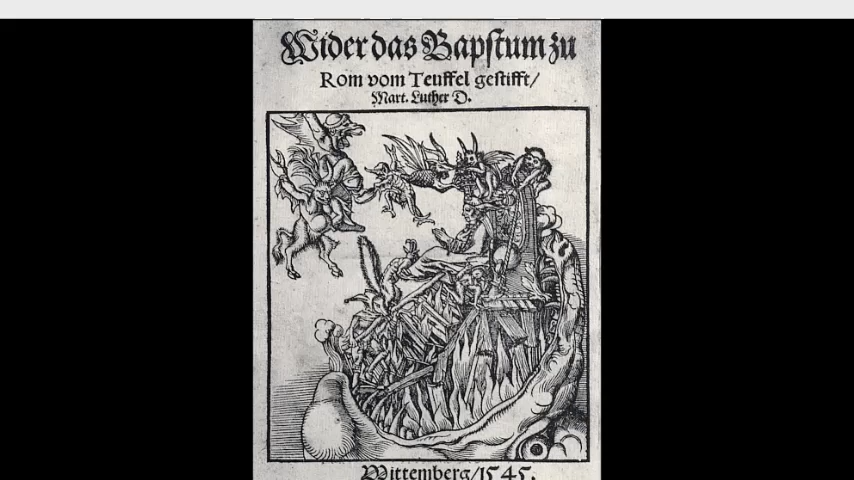 Wider das Bapstum zu
Rom vom Teuffel gestifft/
Mart. Luther D.
Wittemberg/1545.